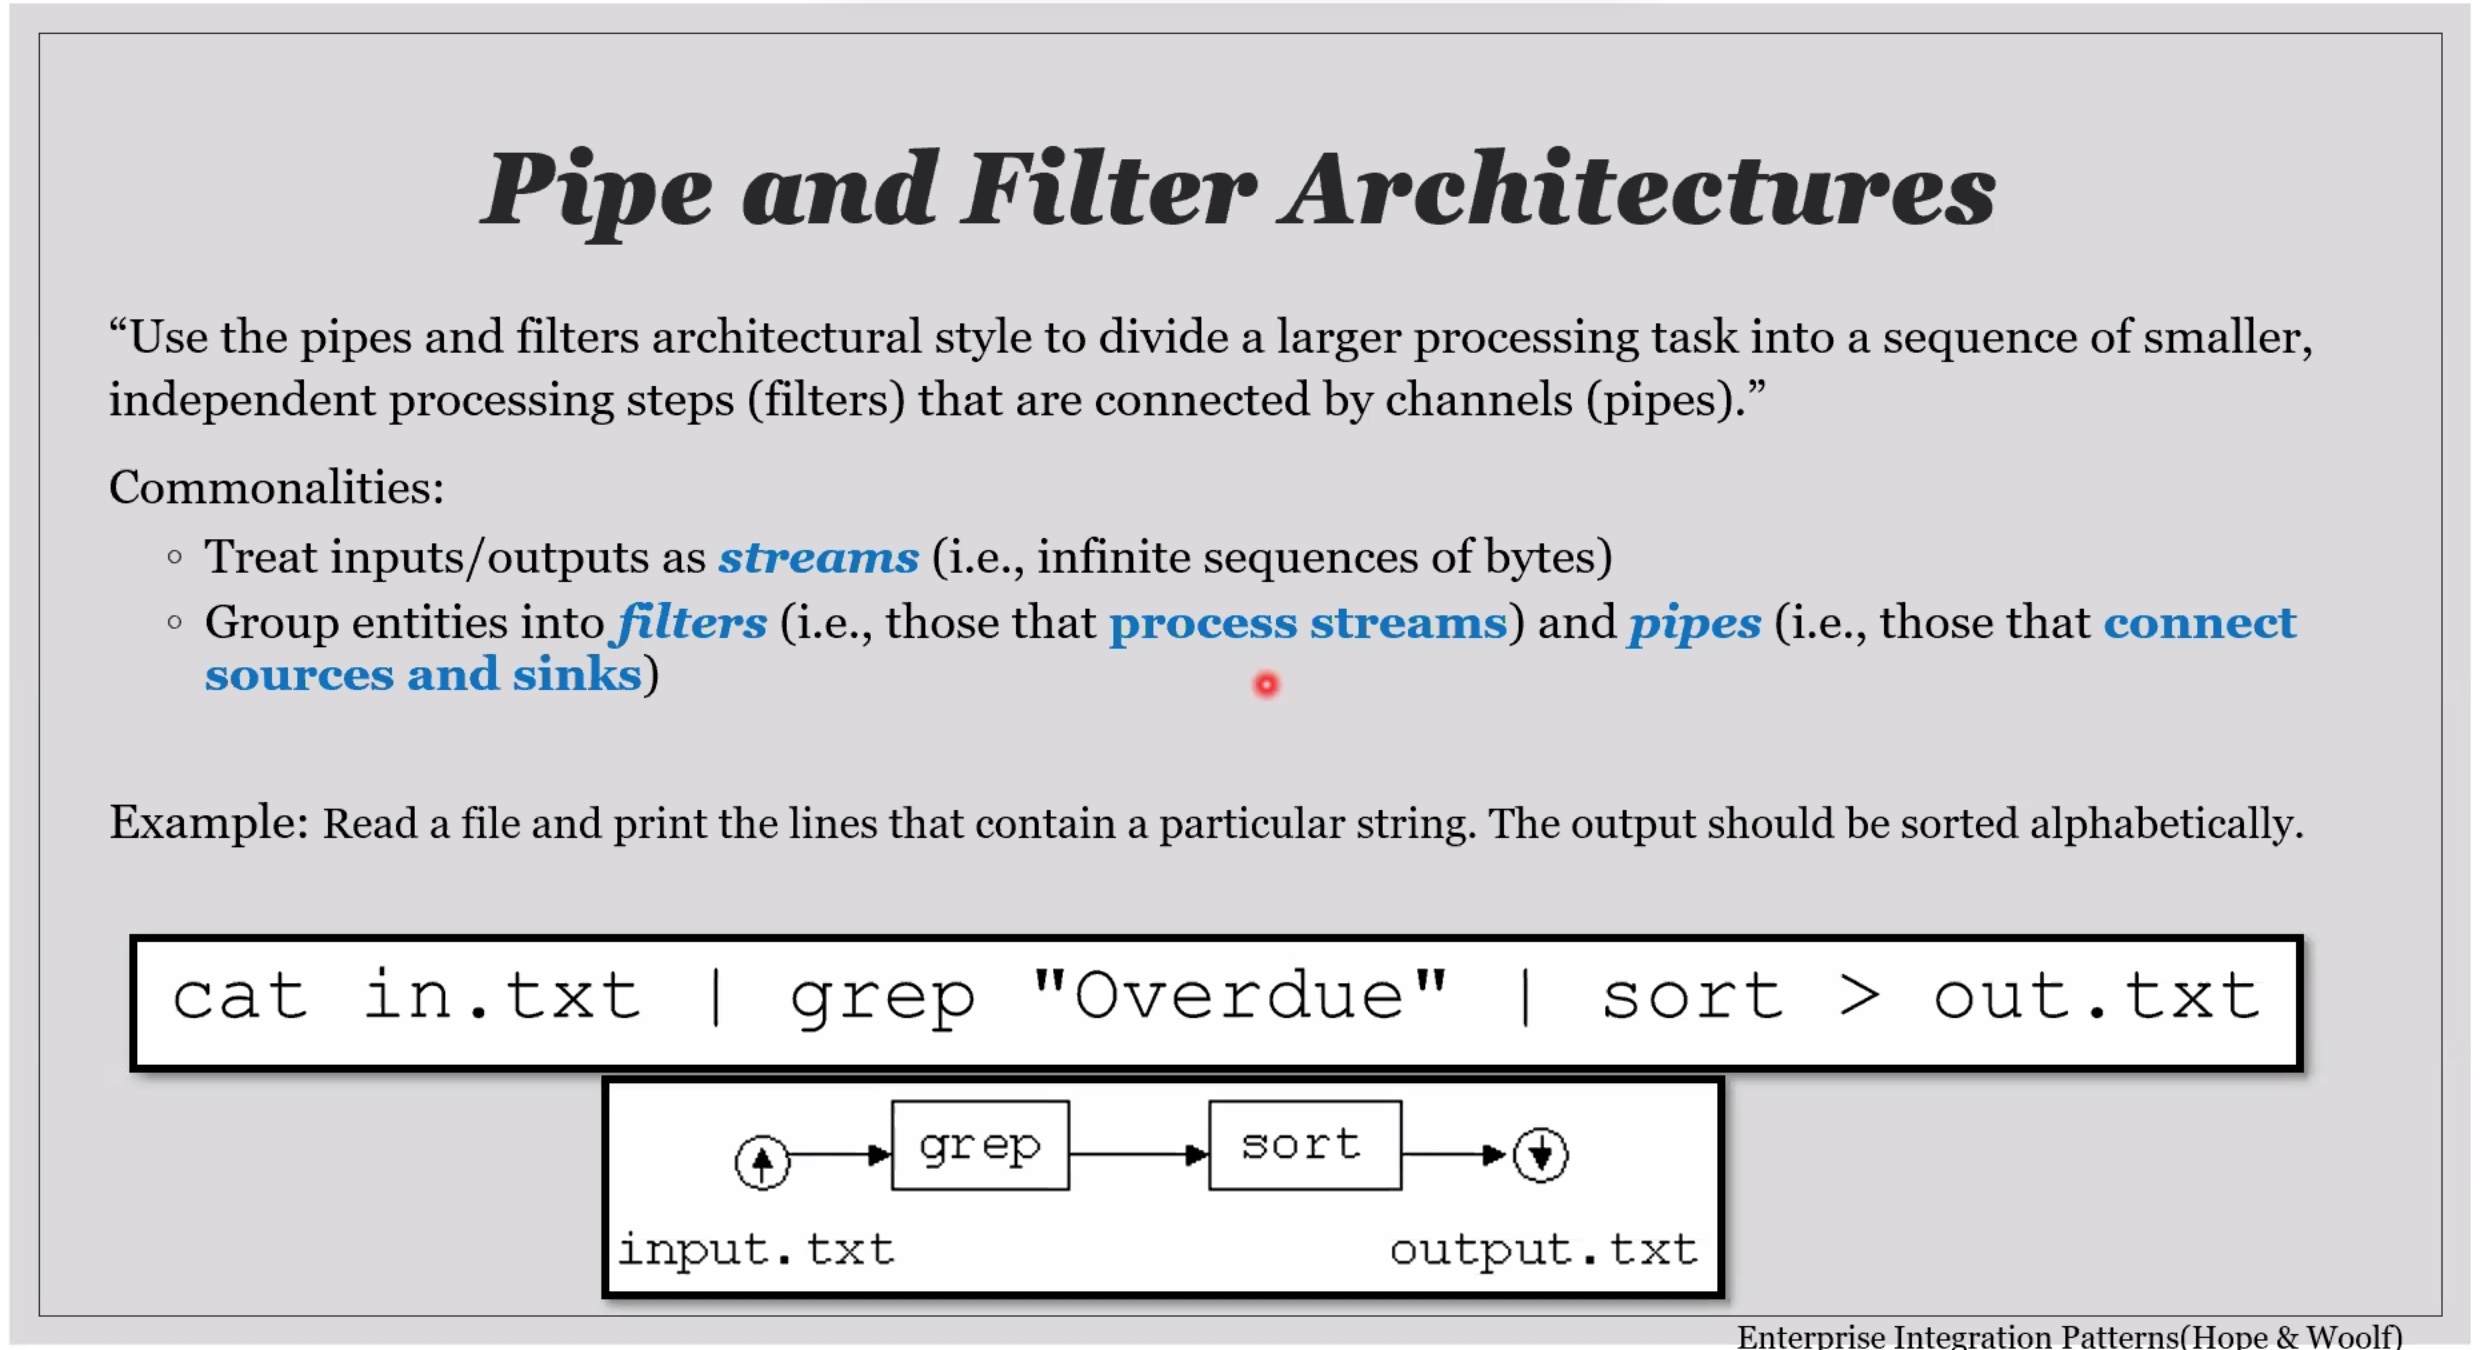 Pipe and Filter Architectures
“Use the pipes and filters architectural style to divide a larger processing task into a sequence of smaller,
independent processing steps (filters) that are connected by channels (pipes).”
Commonalities:
◦ Treat inputs/outputs as streams (i.e., infinite sequences of bytes)
◦ Group entities into filters (i.e., those that process streams) and pipes (i.e., those that connect
sources and sinks)
Example: Read a file and print the lines that contain a particular string. The output should be sorted alphabetically.
cat in.txt | grep "Overdue" | sort > out.txt
grep sort
input.txt output.txt
Enterprise Integration Patterns(Hope & Woolf)